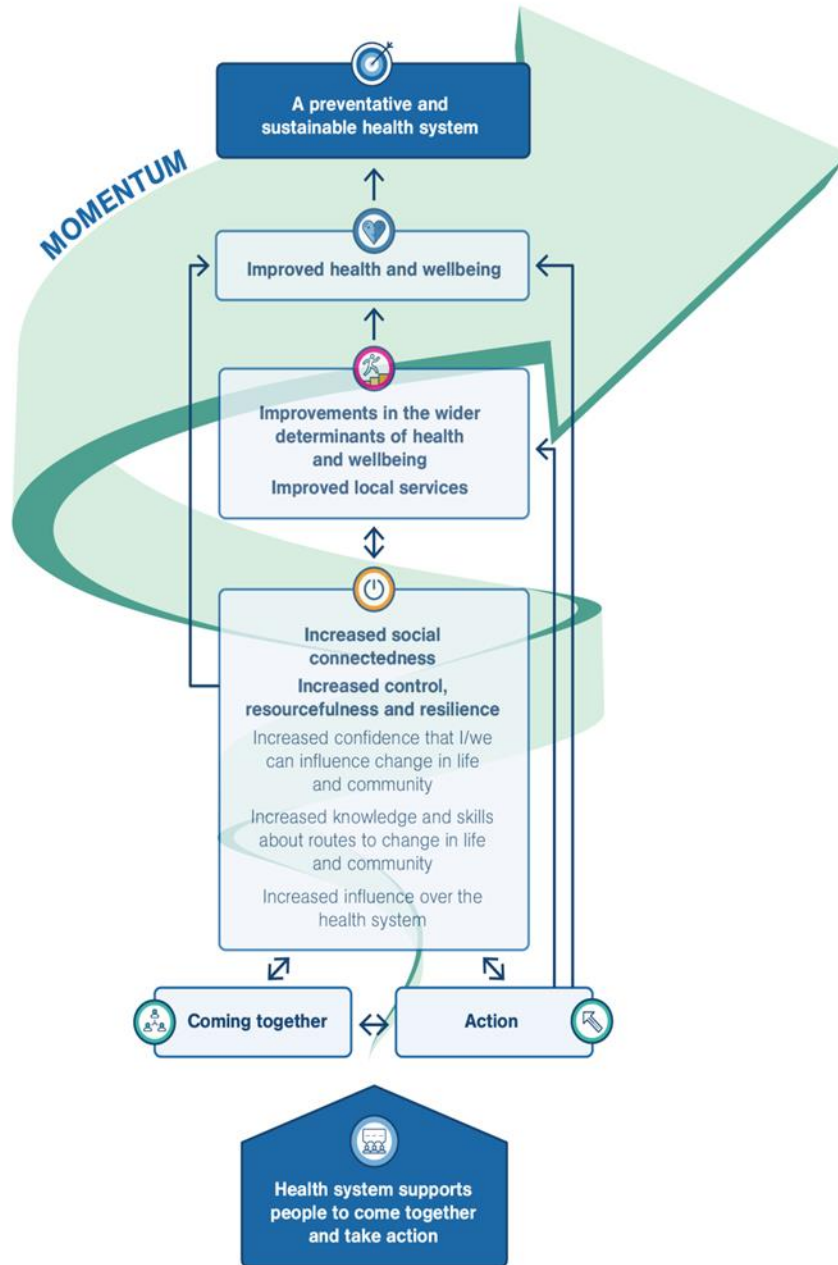 A preventative and
sustainable health system
MOMENTUM
Improved health and wellbeing
Improvements in the wider
determinants of health
and wellbeing
Improved local services
Increased social
connectedness
Increased control,
resourcefulness and resilience
Increased confidence that I/we
can influence change in life
and community
Increased knowledge and skills
about routes to change in life
and community
Increased influence over the
health system
Coming together
Action
Health system supports
people to come together
and take action